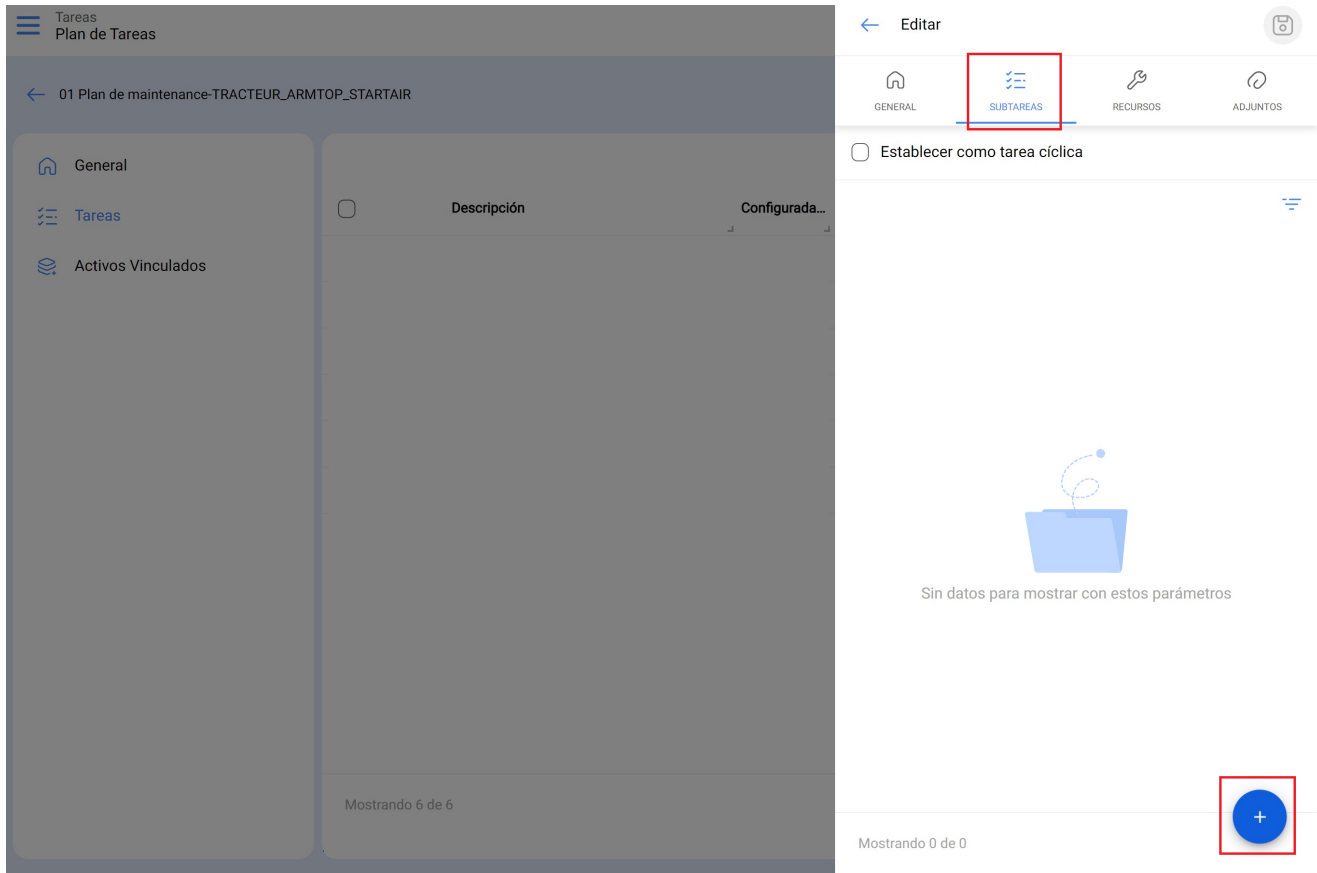 Tareas
Plan de Tareas
01 Plan de maintenance-TRACTEUR_ARMTOP_STARTAIR
General
Tareas
Activos Vinculados
Descripción
Configurada...
Mostrando 6 de 6
Editar
GENERAL
SUBTAREAS
RECURSOS
ADJUNTOS
Establecer como tarea cíclica
Sin datos para mostrar con estos parámetros
Mostrando 0 de 0